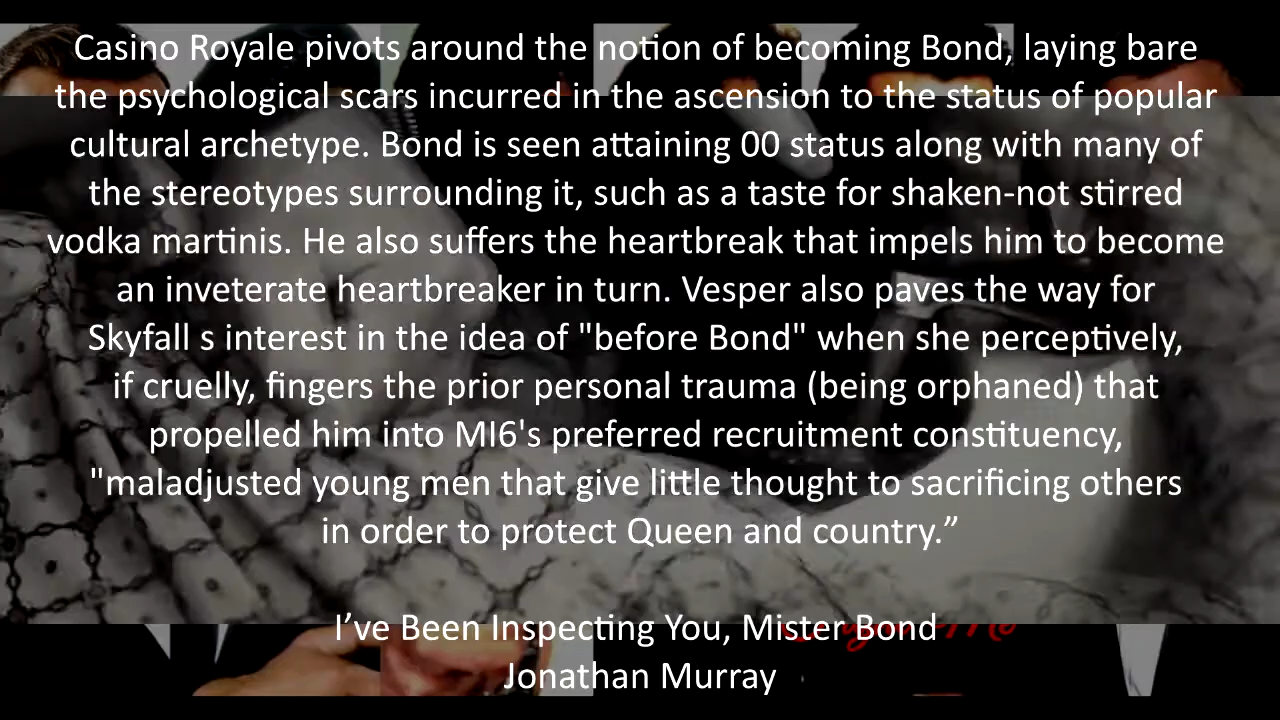 Casino Royale pivots around the notion of becoming Bond, laying bare
the psychological scars incurred in the ascension to the status of popular
cultural archetype. Bond is seen attaining 00 status along with many of
the stereotypes surrounding it, such as a taste for shaken-not stirred
vodka martinis. He also suffers the heartbreak that impels him to become
an inveterate heartbreaker in turn. Vesper also paves the way for
Skyfall s interest in the idea of "before Bond" when she perceptively,
if cruelly, fingers the prior personal trauma (being orphaned) that
propelled him into MI6's preferred recruitment constituency,
"maladjusted young men that give little thought to sacrificing others
in order to protect Queen and country.”
I’ve Been Inspecting You, Mister Bond
Jonathan Murray